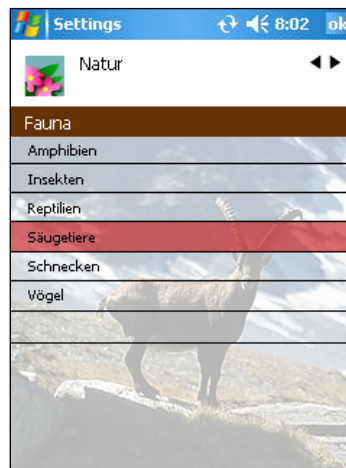 Settings 8:02 ok
Natur
Fauna
Amphibien
Insekten
Reptilien
Säugetiere
Schnecken
Vögel